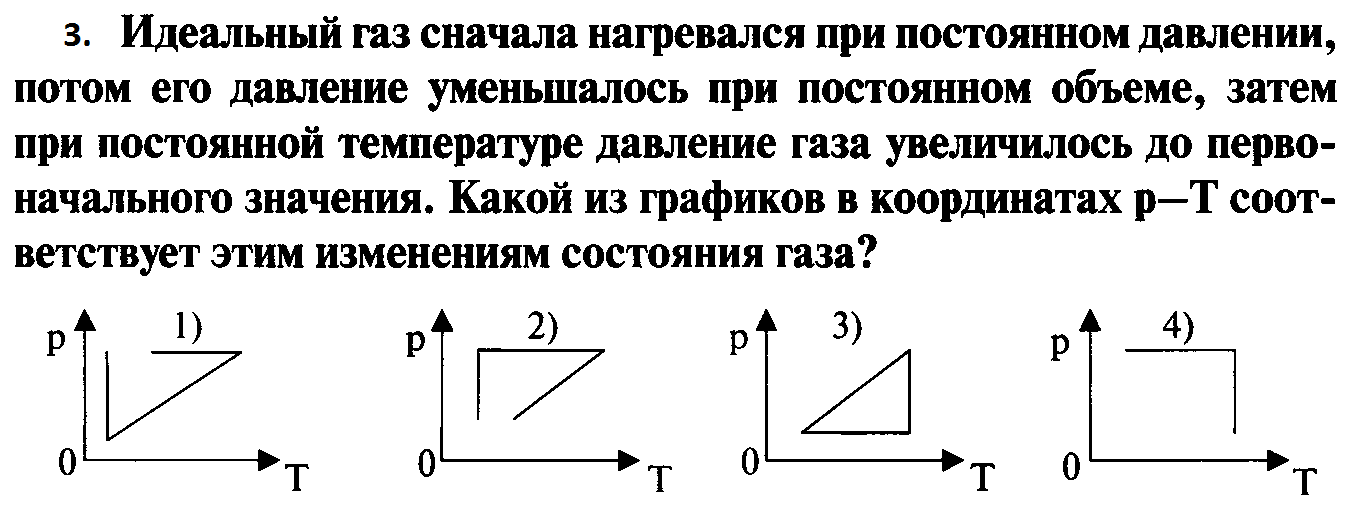 3. Идеальный газ сначала нагревался при постоянном давлении,
потом его давление уменьшалось при постоянном объеме, затем
при постоянной температуре давление газа увеличилось до перво-
начального значения. Какой из графиков в координатах p—T соот-
ветствует этим изменениям состояния газа?
p 1) 0 T
p 2) 0 T
p 3) 0 T
p 4) 0 T